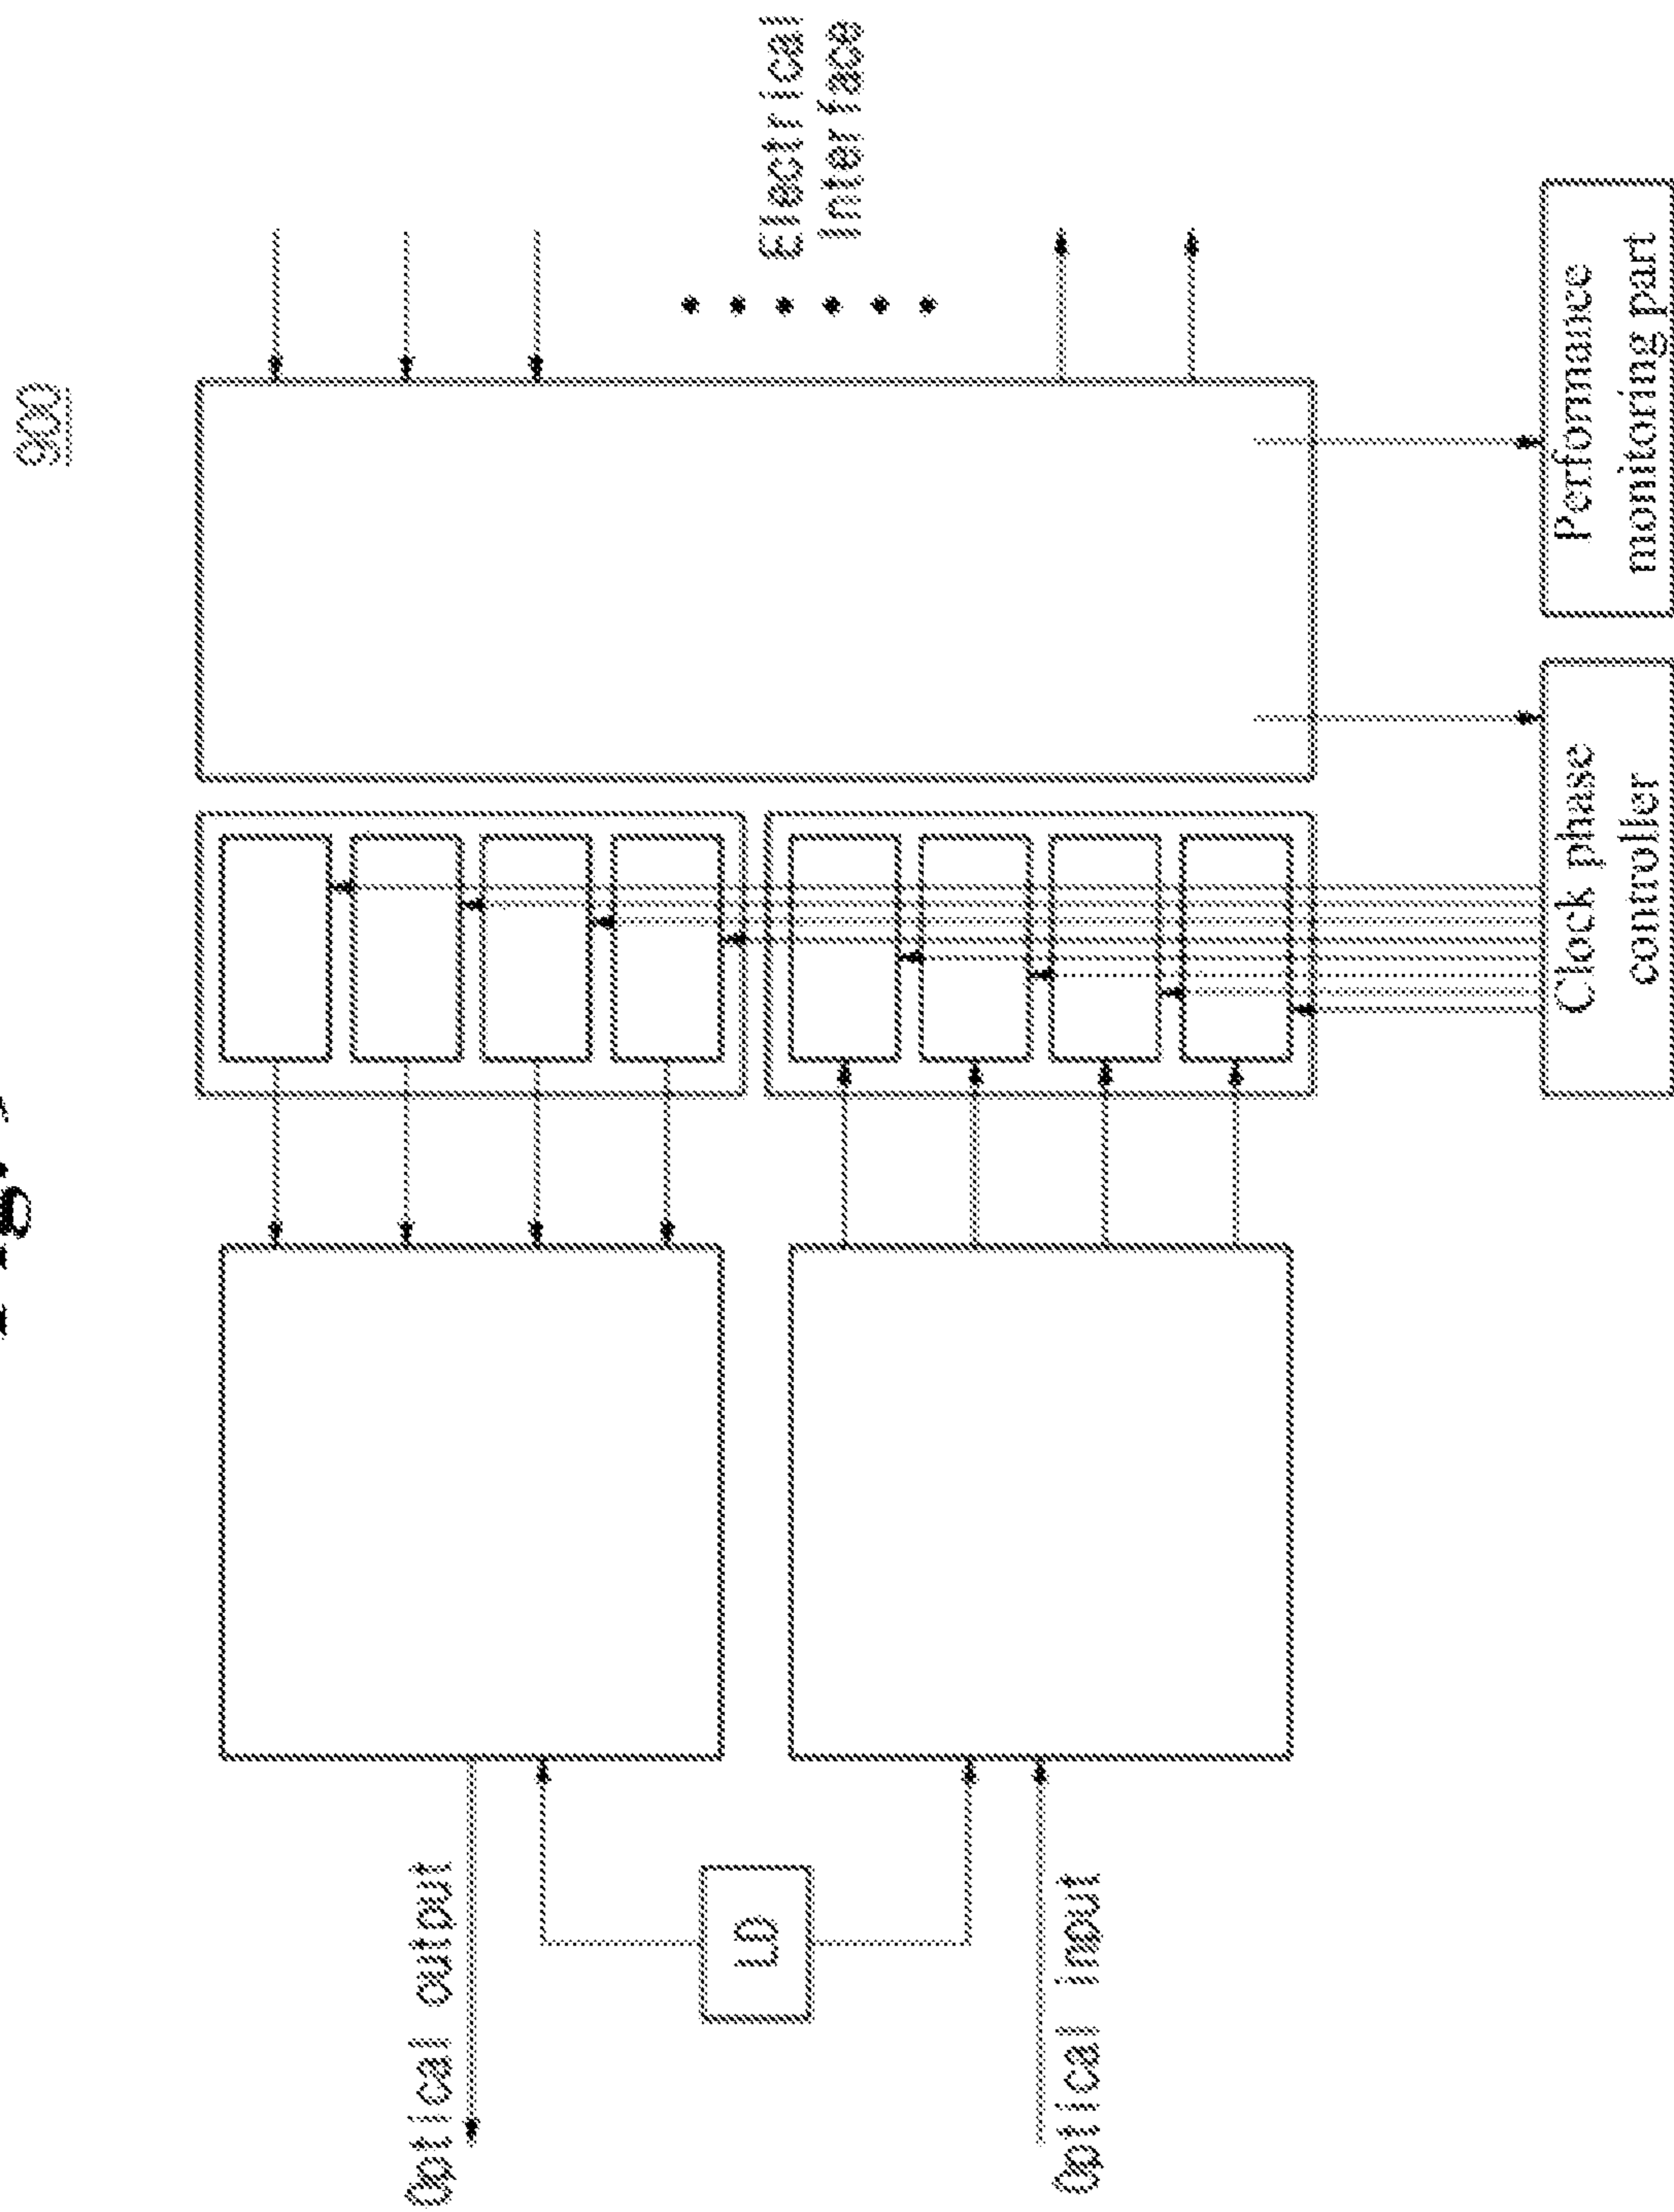 900
Electrical
Interface
Optical output
LD
Optical input
Clock phase
controller
Performance
monitoring part